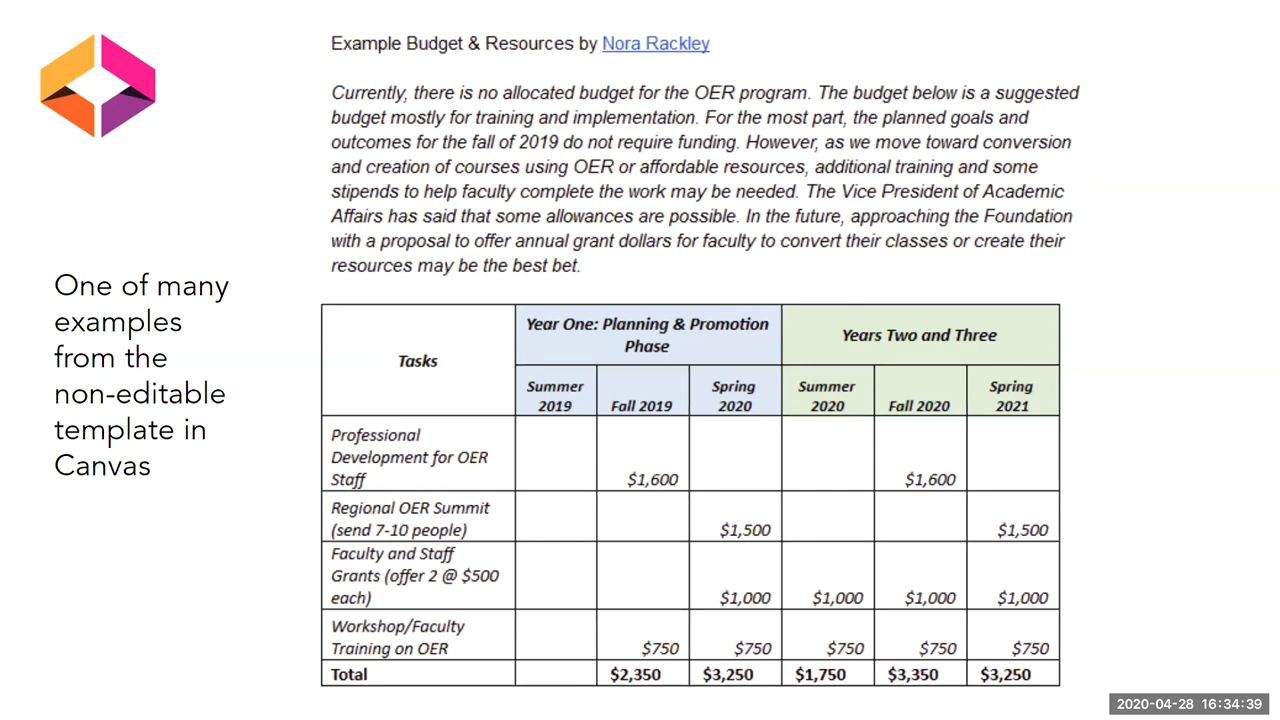 Example Budget & Resources by Nora Rackley
Currently, there is no allocated budget for the OER program. The budget below is a suggested
budget mostly for training and implementation. For the most part, the planned goals and
outcomes for the fall of 2019 do not require funding. However, as we move toward conversion
and creation of courses using OER or affordable resources, additional training and some
stipends to help faculty complete the work may be needed. The Vice President of Academic
Affairs has said that some allowances are possible. In the future, approaching the Foundation
with a proposal to offer annual grant dollars for faculty to convert their classes or create their
resources may be the best bet.
One of many
examples
from the
non-editable
template in
Canvas
Tasks
Year One: Planning & Promotion
Phase
Years Two and Three
Summer
2019
Fall 2019
Spring
2020
Summer
2020
Fall 2020
Spring
2021
Professional
Development for OER
Staff
$1,600
$1,600
Regional OER Summit
(send 7-10 people)
$1,500
$1,500
Faculty and Staff
Grants (offer 2 @ $500
each)
$1,000
$1,000
$1,000
$1,000
Workshop/Faculty
Training on OER
$750
$750
$750
$750
$750
Total
$2,350
$3,250
$1,750
$3,350
$3,250
2020-04-28 16:34:39